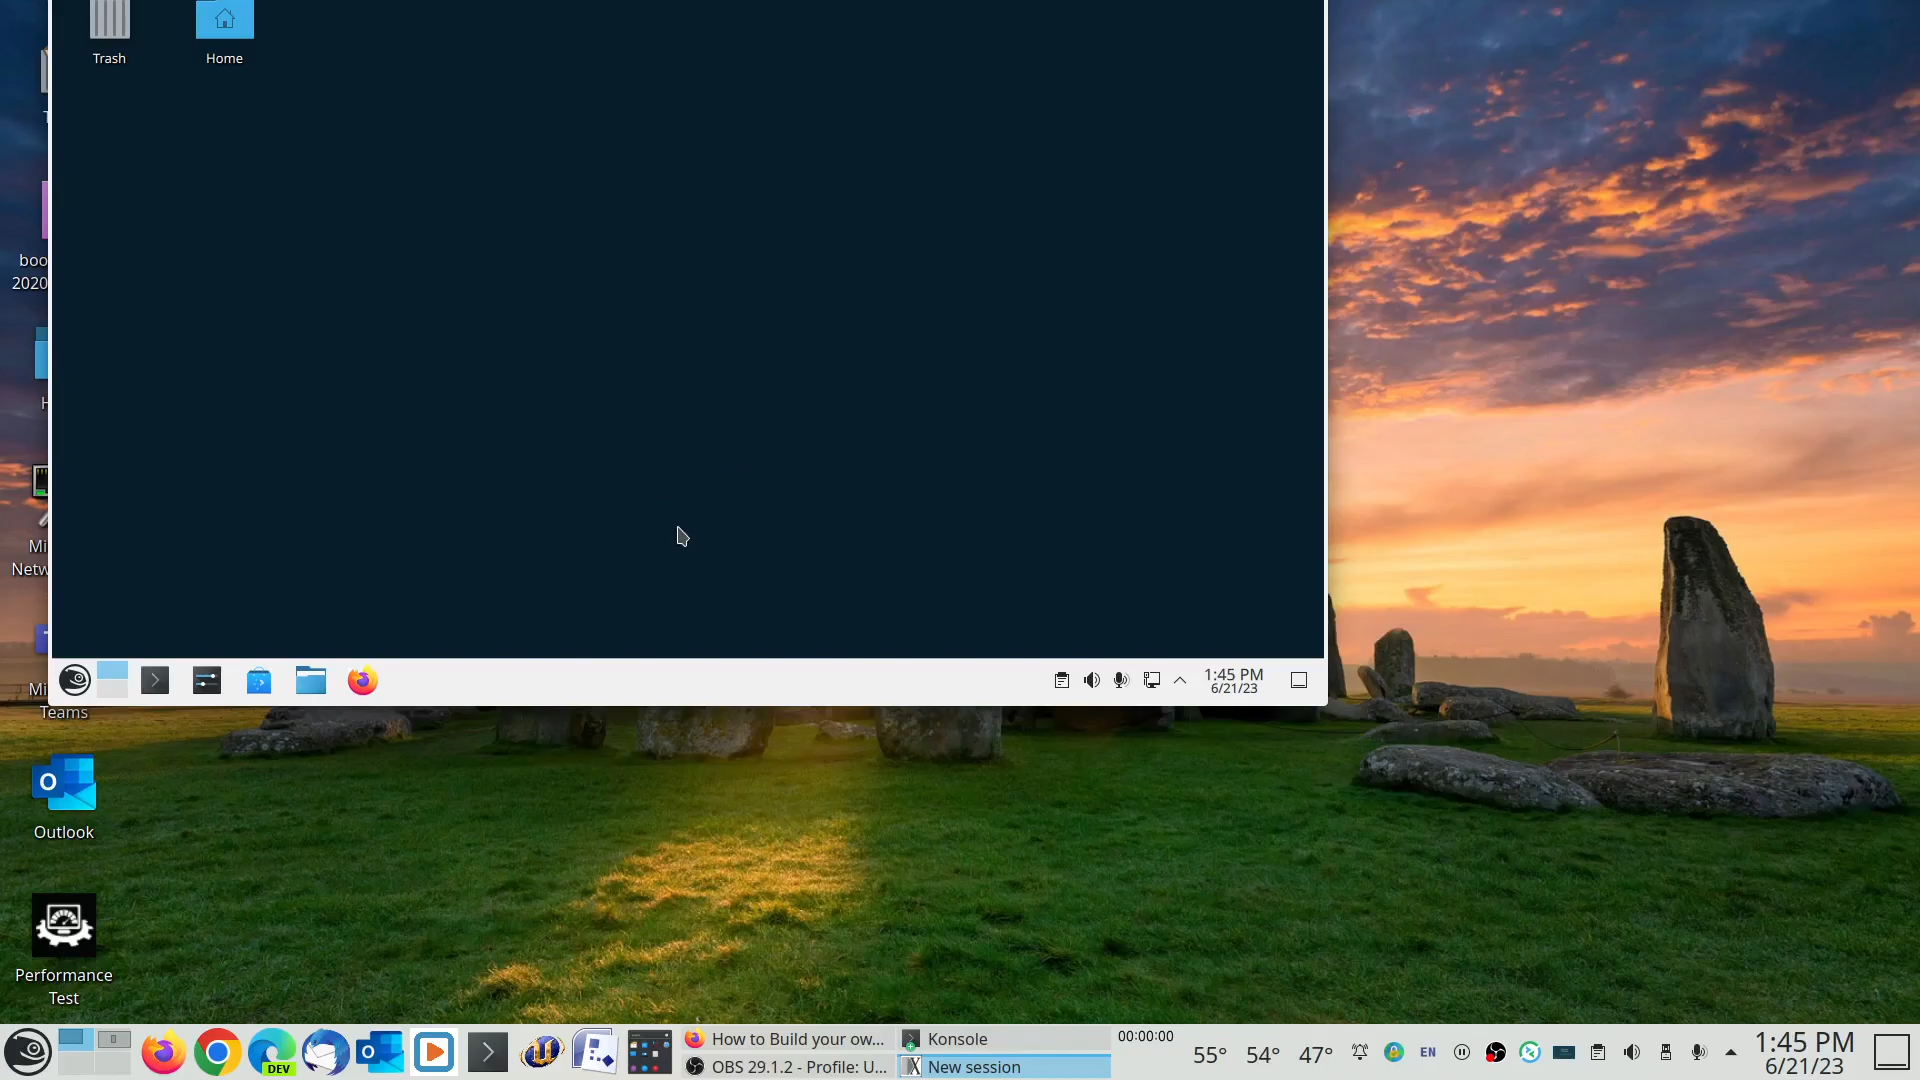 Trash
Home
T
boo
2020
H
Mi
Netw
1:45 PM
6/21/23
Mi
Teams
Outlook
Performance
Test
DEV
How to Build your ow...
Konsole
00:00:00
OBS 29.1.2 - Profile: U...
New session
55°
54°
47°
EN
1:45 PM
6/21/23